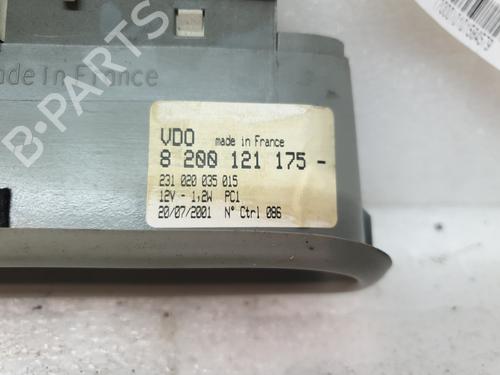 B-PARTS
made in France
VDO made in France
8 200 121 175 -
231 020 035 015
12V - 1,2W PC1
20/07/2001 N° Ctrl 086